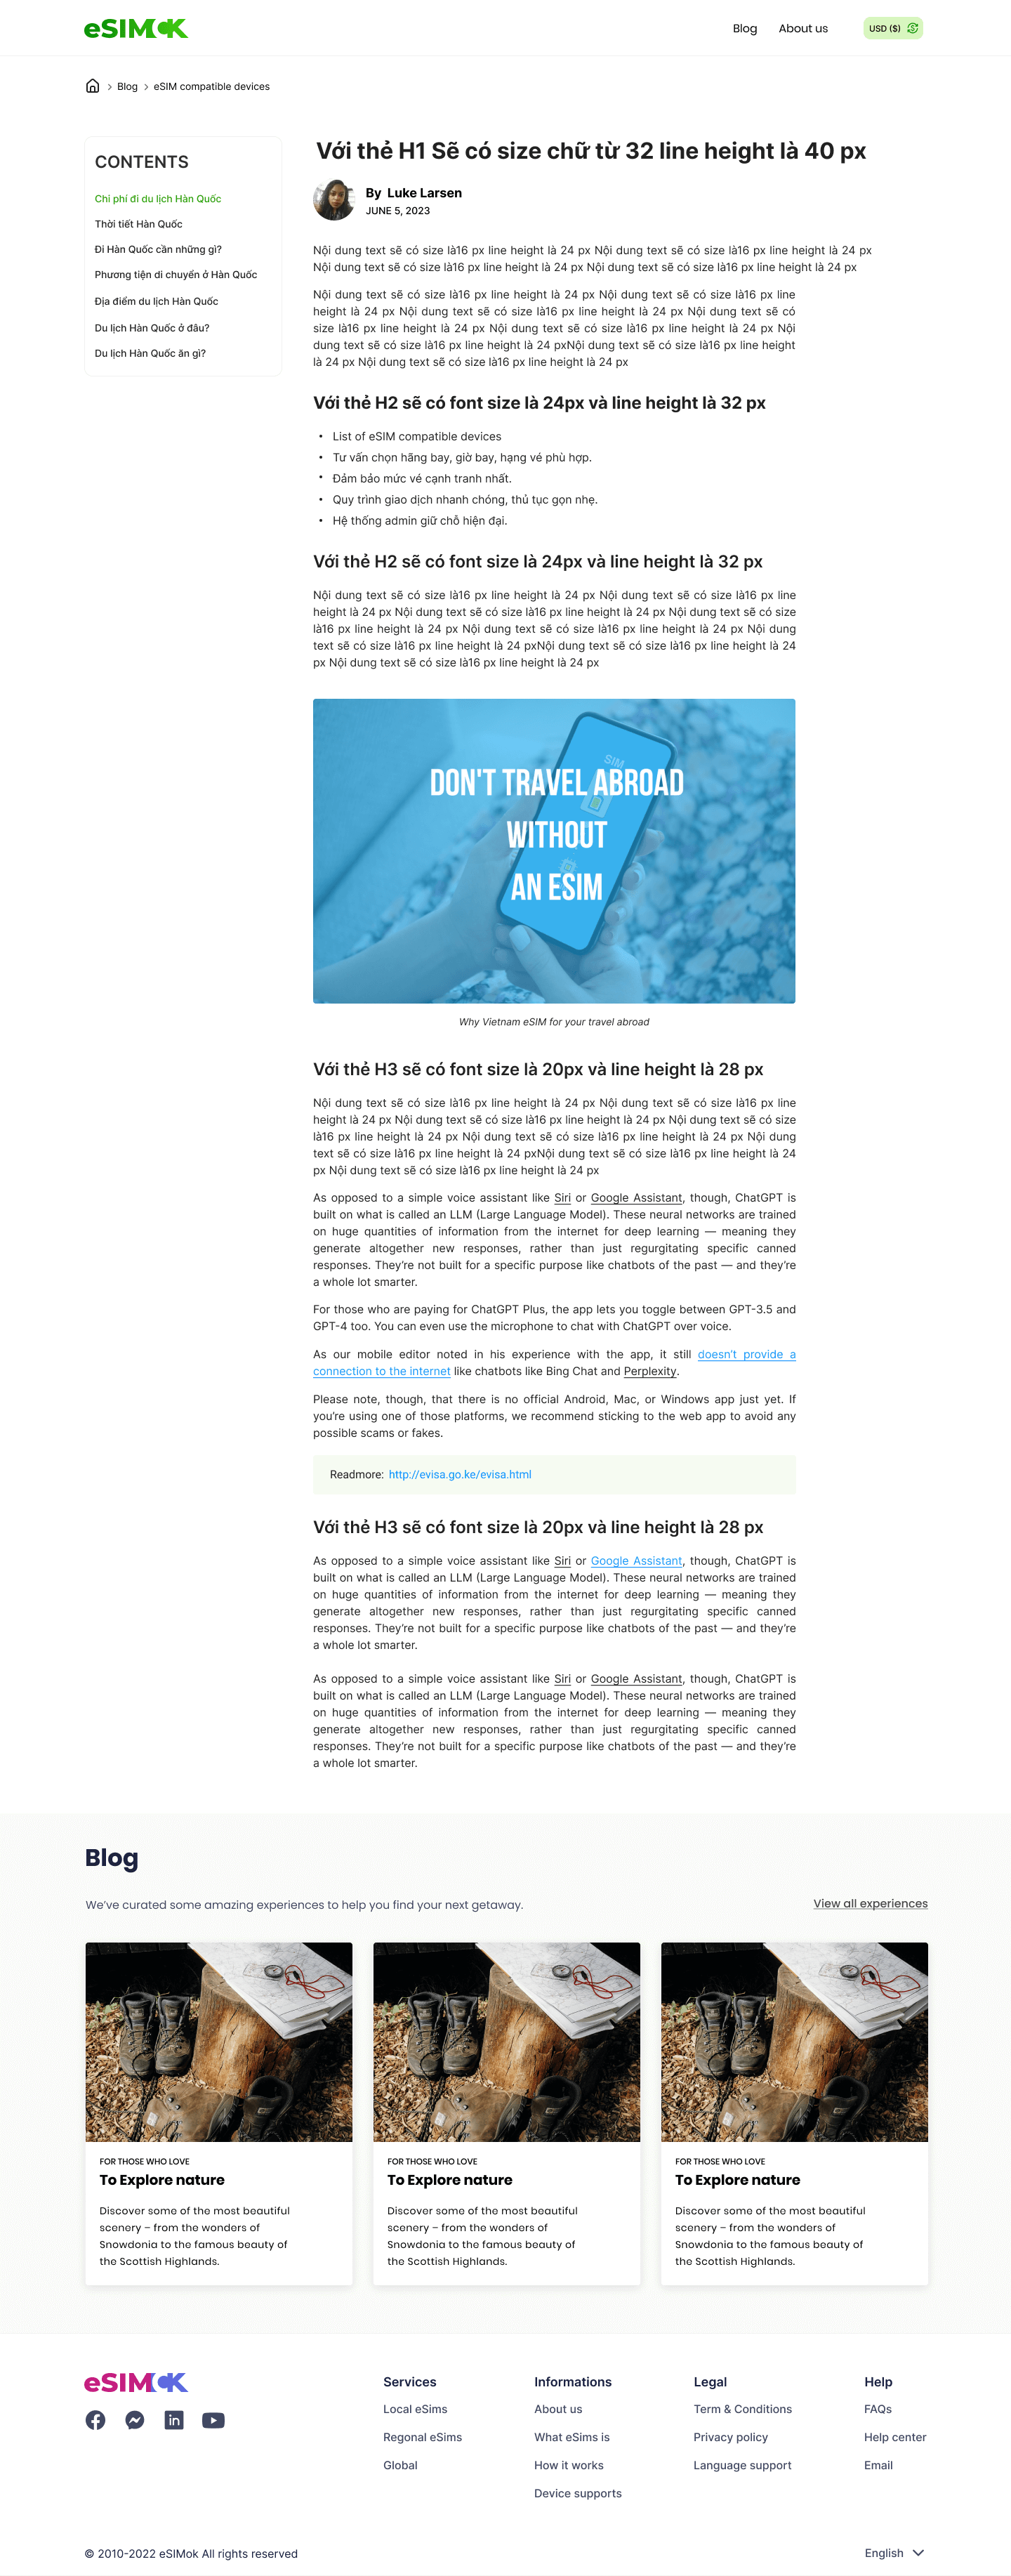 eSIMok
Blog
About us
USD ($)
Blog
eSIM compatible devices
CONTENTS
Chi phí đi du lịch Hàn Quốc
Thời tiết Hàn Quốc
Đi Hàn Quốc cần những gì?
Phương tiện di chuyển ở Hàn Quốc
Địa điểm du lịch Hàn Quốc
Du lịch Hàn Quốc ở đâu?
Du lịch Hàn Quốc ăn gì?
Với thẻ H1 Sẽ có size chữ từ 32 line height là 40 px
By Luke Larsen
JUNE 5, 2023
Nội dung text sẽ có size là16 px line height là 24 px Nội dung text sẽ có size là16 px line height là 24 px
Nội dung text sẽ có size là16 px line height là 24 px Nội dung text sẽ có size là16 px line height là 24 px
Nội dung text sẽ có size là16 px line height là 24 px Nội dung text sẽ có size là16 px line
height là 24 px Nội dung text sẽ có size là16 px line height là 24 px Nội dung text sẽ có
size là16 px line height là 24 px Nội dung text sẽ có size là16 px line height là 24 px Nội
dung text sẽ có size là16 px line height là 24 pxNội dung text sẽ có size là16 px line height
là 24 px Nội dung text sẽ có size là16 px line height là 24 px
Với thẻ H2 sẽ có font size là 24px và line height là 32 px
• List of eSIM compatible devices
• Tư vấn chọn hãng bay, giờ bay, hạng vé phù hợp.
• Đảm bảo mức vé cạnh tranh nhất.
• Quy trình giao dịch nhanh chóng, thủ tục gọn nhẹ.
• Hệ thống admin giữ chỗ hiện đại.
Với thẻ H2 sẽ có font size là 24px và line height là 32 px
Nội dung text sẽ có size là16 px line height là 24 px Nội dung text sẽ có size là16 px line
height là 24 px Nội dung text sẽ có size là16 px line height là 24 px Nội dung text sẽ có size
là16 px line height là 24 px Nội dung text sẽ có size là16 px line height là 24 px Nội dung
text sẽ có size là16 px line height là 24 pxNội dung text sẽ có size là16 px line height là 24
px Nội dung text sẽ có size là16 px line height là 24 px
SIM
DON'T TRAVEL ABROAD
WITHOUT
AN ESIM
Why Vietnam eSIM for your travel abroad
Với thẻ H3 sẽ có font size là 20px và line height là 28 px
Nội dung text sẽ có size là16 px line height là 24 px Nội dung text sẽ có size là16 px line
height là 24 px Nội dung text sẽ có size là16 px line height là 24 px Nội dung text sẽ có size
là16 px line height là 24 px Nội dung text sẽ có size là16 px line height là 24 px Nội dung
text sẽ có size là16 px line height là 24 pxNội dung text sẽ có size là16 px line height là 24
px Nội dung text sẽ có size là16 px line height là 24 px
As opposed to a simple voice assistant like Siri or Google Assistant, though, ChatGPT is
built on what is called an LLM (Large Language Model). These neural networks are trained
on huge quantities of information from the internet for deep learning — meaning they
generate altogether new responses, rather than just regurgitating specific canned
responses. They’re not built for a specific purpose like chatbots of the past — and they’re
a whole lot smarter.
For those who are paying for ChatGPT Plus, the app lets you toggle between GPT-3.5 and
GPT-4 too. You can even use the microphone to chat with ChatGPT over voice.
As our mobile editor noted in his experience with the app, it still doesn’t provide a
connection to the internet like chatbots like Bing Chat and Perplexity.
Please note, though, that there is no official Android, Mac, or Windows app just yet. If
you’re using one of those platforms, we recommend sticking to the web app to avoid any
possible scams or fakes.
Readmore: http://evisa.go.ke/evisa.html
Với thẻ H3 sẽ có font size là 20px và line height là 28 px
As opposed to a simple voice assistant like Siri or Google Assistant, though, ChatGPT is
built on what is called an LLM (Large Language Model). These neural networks are trained
on huge quantities of information from the internet for deep learning — meaning they
generate altogether new responses, rather than just regurgitating specific canned
responses. They’re not built for a specific purpose like chatbots of the past — and they’re
a whole lot smarter.
As opposed to a simple voice assistant like Siri or Google Assistant, though, ChatGPT is
built on what is called an LLM (Large Language Model). These neural networks are trained
on huge quantities of information from the internet for deep learning — meaning they
generate altogether new responses, rather than just regurgitating specific canned
responses. They’re not built for a specific purpose like chatbots of the past — and they’re
a whole lot smarter.
Blog
We’ve curated some amazing experiences to help you find your next getaway.
View all experiences
FOR THOSE WHO LOVE
To Explore nature
Discover some of the most beautiful
scenery – from the wonders of
Snowdonia to the famous beauty of
the Scottish Highlands.
FOR THOSE WHO LOVE
To Explore nature
Discover some of the most beautiful
scenery – from the wonders of
Snowdonia to the famous beauty of
the Scottish Highlands.
FOR THOSE WHO LOVE
To Explore nature
Discover some of the most beautiful
scenery – from the wonders of
Snowdonia to the famous beauty of
the Scottish Highlands.
eSIMok
Services
Local eSims
Regonal eSims
Global
Informations
About us
What eSims is
How it works
Device supports
Legal
Term & Conditions
Privacy policy
Language support
Help
FAQs
Help center
Email
© 2010-2022 eSIMok All rights reserved
English